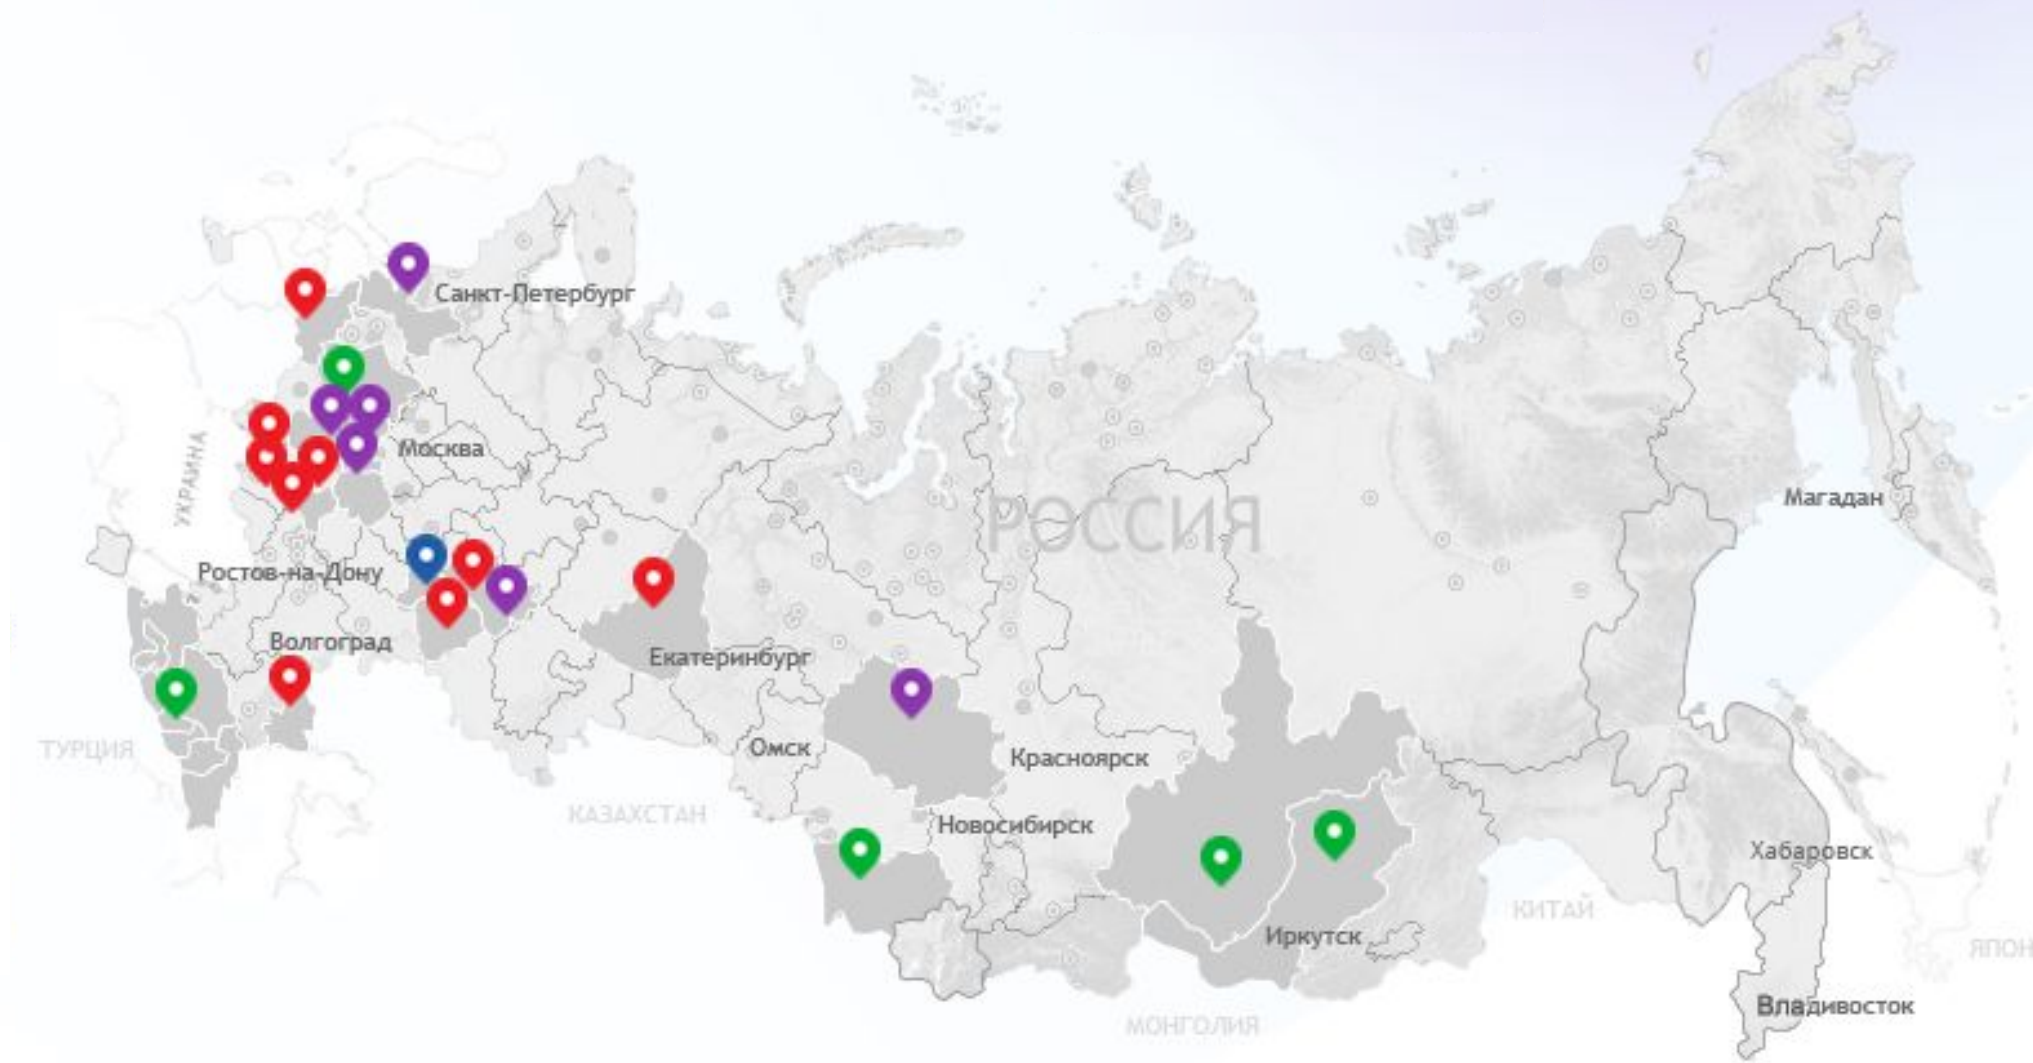 Санкт-Петербург
УКРАИНА
Москва
РОССИЯ
Магадан
Ростов-на-Дону
Волгоград
Екатеринбург
ТУРЦИЯ
Омск
Красноярск
КАЗАХСТАН
Новосибирск
Хабаровск
КИТАЙ
Иркутск
ЯПОН
Владивосток
МОНГОЛИЯ